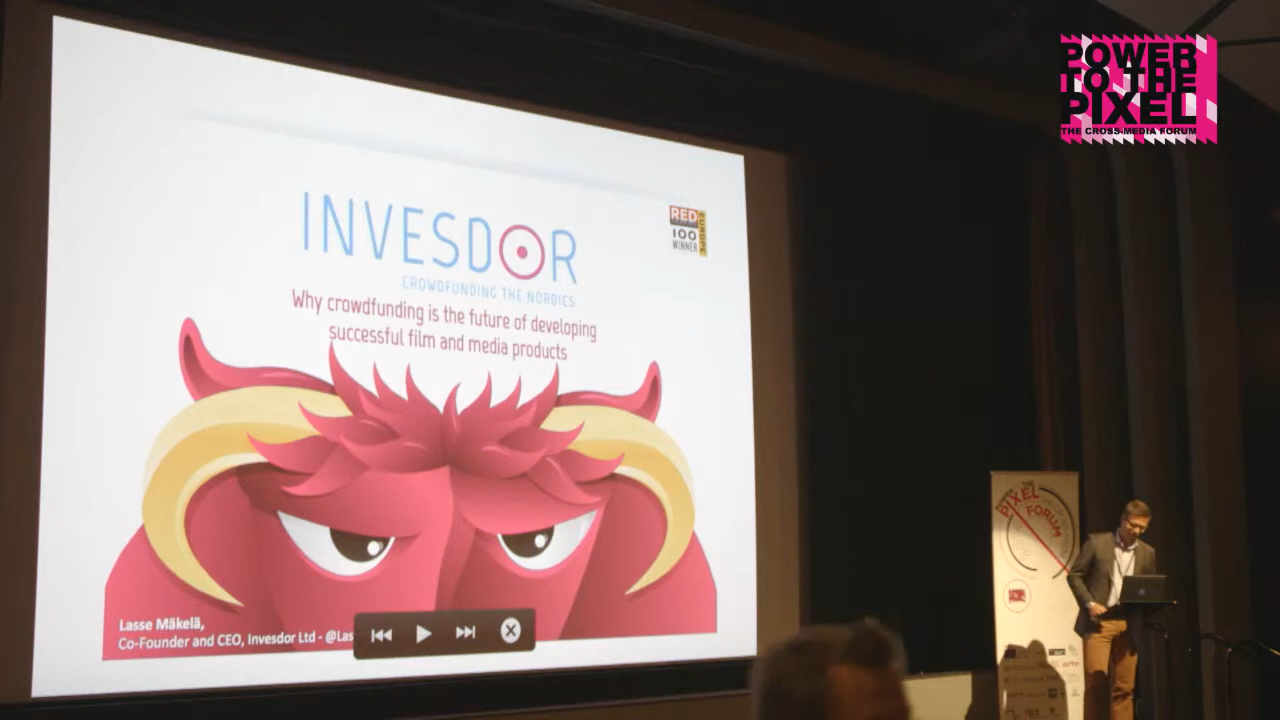 POWER
TO THE
PIXEL
THE CROSS-MEDIA FORUM
INVESDOR
CROWDFUNDING THE NORDICS
Why crowdfunding is the future of developing
successful film and media products
RED
EUROPE
100
WINNER
Lasse Mäkelä,
Co-Founder and CEO, Invesdor Ltd - @Las
THE
PIXEL
FORUM